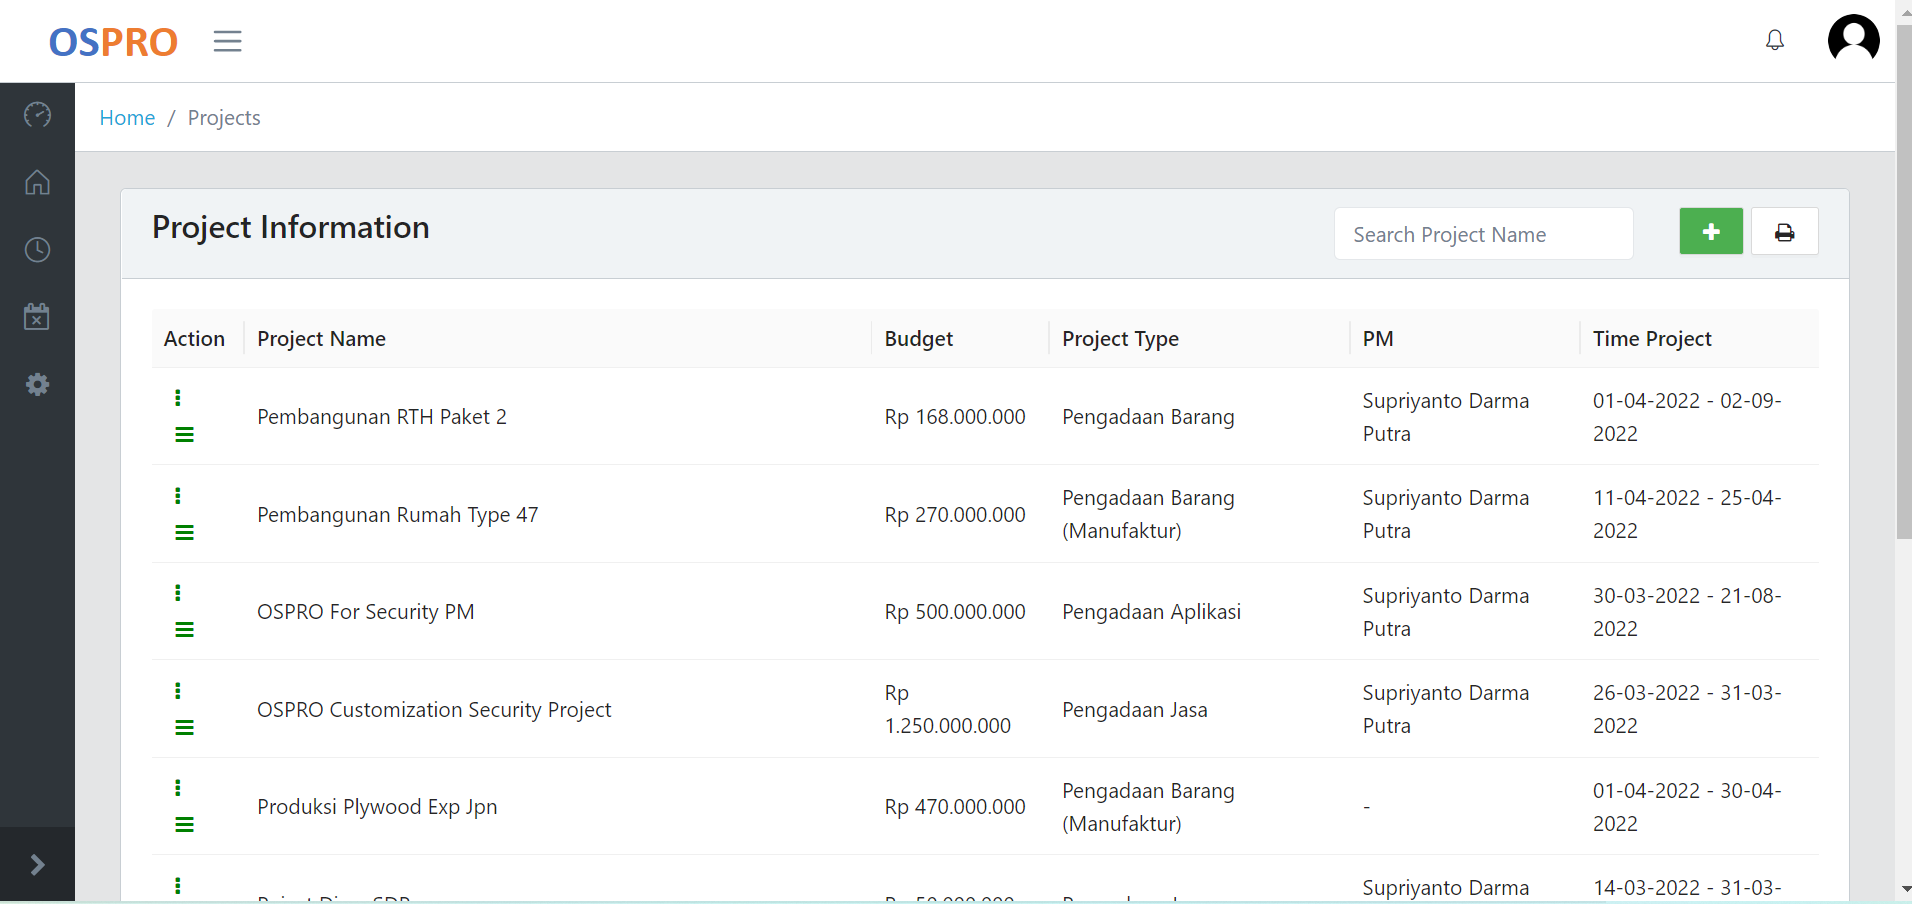 OSPRO
Home / Projects
Project Information
Search Project Name
Action Project Name Budget Project Type PM Time Project
Pembangunan RTH Paket 2 Rp 168.000.000 Pengadaan Barang Supriyanto Darma 01-04-2022 - 02-09-
Putra 2022
Pembangunan Rumah Type 47 Rp 270.000.000 Pengadaan Barang Supriyanto Darma 11-04-2022 - 25-04-
(Manufaktur) Putra 2022
OSPRO For Security PM Rp 500.000.000 Pengadaan Aplikasi Supriyanto Darma 30-03-2022 - 21-08-
Putra 2022
OSPRO Customization Security Project Rp Pengadaan Jasa Supriyanto Darma 26-03-2022 - 31-03-
1.250.000.000 Putra 2022
Produksi Plywood Exp Jpn Rp 470.000.000 Pengadaan Barang - 01-04-2022 - 30-04-
(Manufaktur) 2022
Supriyanto Darma 14-03-2022 - 31-03-